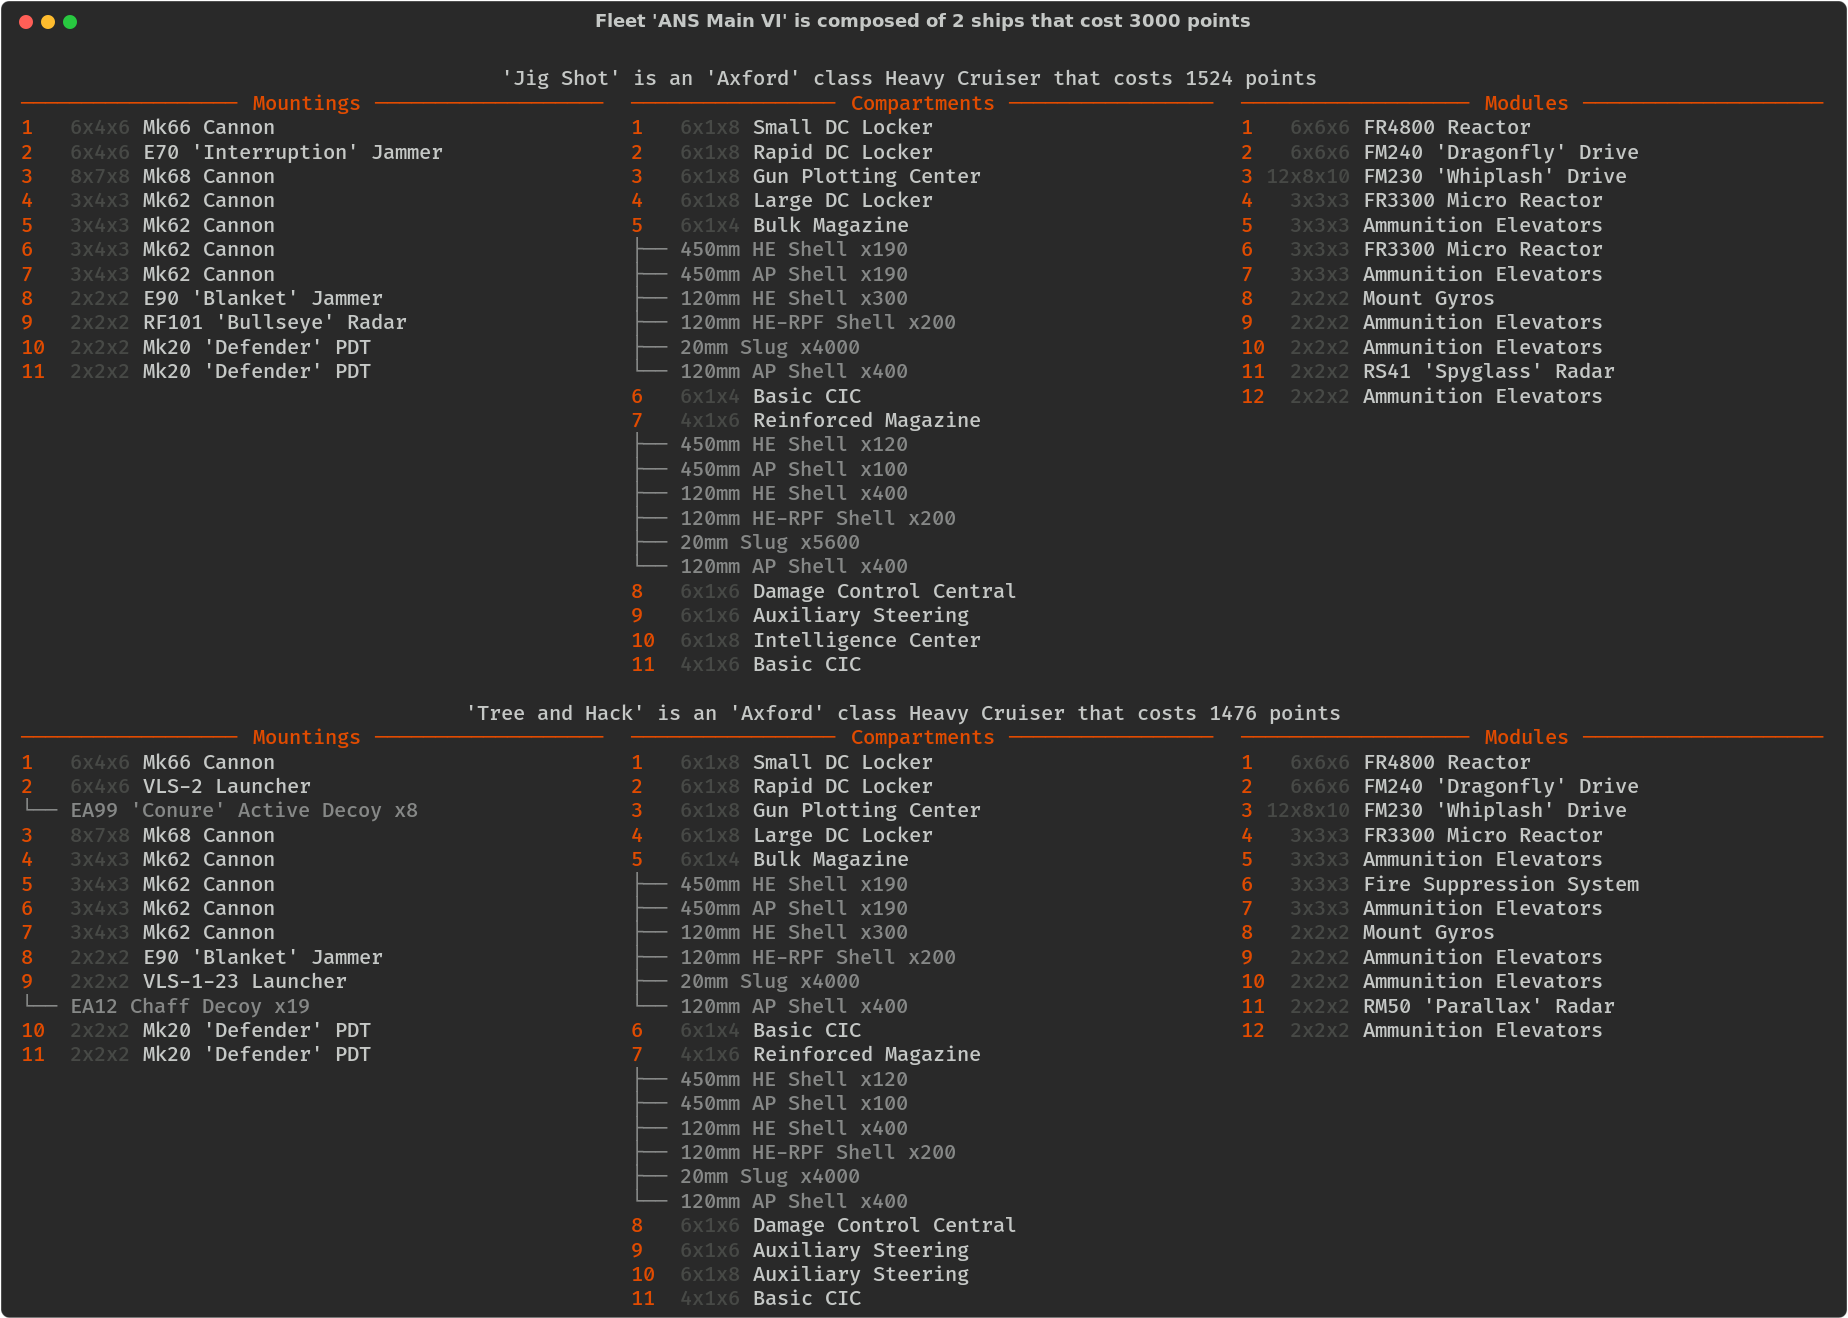 Fleet 'ANS Main VI' is composed of 2 ships that cost 3000 points
'Jig Shot' is an 'Axford' class Heavy Cruiser that costs 1524 points
Mountings
1 6x4x6 Mk66 Cannon
2 6x4x6 E70 'Interruption' Jammer
3 8x7x8 Mk68 Cannon
4 3x4x3 Mk62 Cannon
5 3x4x3 Mk62 Cannon
6 3x4x3 Mk62 Cannon
7 3x4x3 Mk62 Cannon
8 2x2x2 E90 'Blanket' Jammer
9 2x2x2 RF101 'Bullseye' Radar
10 2x2x2 Mk20 'Defender' PDT
11 2x2x2 Mk20 'Defender' PDT
Compartments
1 6x1x8 Small DC Locker
2 6x1x8 Rapid DC Locker
3 6x1x8 Gun Plotting Center
4 6x1x8 Large DC Locker
5 6x1x4 Bulk Magazine
450mm HE Shell x190
450mm AP Shell x190
120mm HE Shell x300
120mm HE-RPF Shell x200
20mm Slug x4000
120mm AP Shell x400
6 6x1x4 Basic CIC
7 4x1x6 Reinforced Magazine
450mm HE Shell x120
450mm AP Shell x100
120mm HE Shell x400
120mm HE-RPF Shell x200
20mm Slug x5600
120mm AP Shell x400
8 6x1x6 Damage Control Central
9 6x1x6 Auxiliary Steering
10 6x1x8 Intelligence Center
11 4x1x6 Basic CIC
Modules
1 6x6x6 FR4800 Reactor
2 6x6x6 FM240 'Dragonfly' Drive
3 12x8x10 FM230 'Whiplash' Drive
4 3x3x3 FR3300 Micro Reactor
5 3x3x3 Ammunition Elevators
6 3x3x3 FR3300 Micro Reactor
7 3x3x3 Ammunition Elevators
8 2x2x2 Mount Gyros
9 2x2x2 Ammunition Elevators
10 2x2x2 Ammunition Elevators
11 2x2x2 RS41 'Spyglass' Radar
12 2x2x2 Ammunition Elevators
'Tree and Hack' is an 'Axford' class Heavy Cruiser that costs 1476 points
Mountings
1 6x4x6 Mk66 Cannon
2 6x4x6 VLS-2 Launcher
EA99 'Conure' Active Decoy x8
3 8x7x8 Mk68 Cannon
4 3x4x3 Mk62 Cannon
5 3x4x3 Mk62 Cannon
6 3x4x3 Mk62 Cannon
7 3x4x3 Mk62 Cannon
8 2x2x2 E90 'Blanket' Jammer
9 2x2x2 VLS-1-23 Launcher
EA12 Chaff Decoy x19
10 2x2x2 Mk20 'Defender' PDT
11 2x2x2 Mk20 'Defender' PDT
Compartments
1 6x1x8 Small DC Locker
2 6x1x8 Rapid DC Locker
3 6x1x8 Gun Plotting Center
4 6x1x8 Large DC Locker
5 6x1x4 Bulk Magazine
450mm HE Shell x190
450mm AP Shell x190
120mm HE Shell x300
120mm HE-RPF Shell x200
20mm Slug x4000
120mm AP Shell x400
6 6x1x4 Basic CIC
7 4x1x6 Reinforced Magazine
450mm HE Shell x120
450mm AP Shell x100
120mm HE Shell x400
120mm HE-RPF Shell x200
20mm Slug x4000
120mm AP Shell x400
8 6x1x6 Damage Control Central
9 6x1x6 Auxiliary Steering
10 6x1x8 Auxiliary Steering
11 4x1x6 Basic CIC
Modules
1 6x6x6 FR4800 Reactor
2 6x6x6 FM240 'Dragonfly' Drive
3 12x8x10 FM230 'Whiplash' Drive
4 3x3x3 FR3300 Micro Reactor
5 3x3x3 Ammunition Elevators
6 3x3x3 Fire Suppression System
7 3x3x3 Ammunition Elevators
8 2x2x2 Mount Gyros
9 2x2x2 Ammunition Elevators
10 2x2x2 Ammunition Elevators
11 2x2x2 RM50 'Parallax' Radar
12 2x2x2 Ammunition Elevators